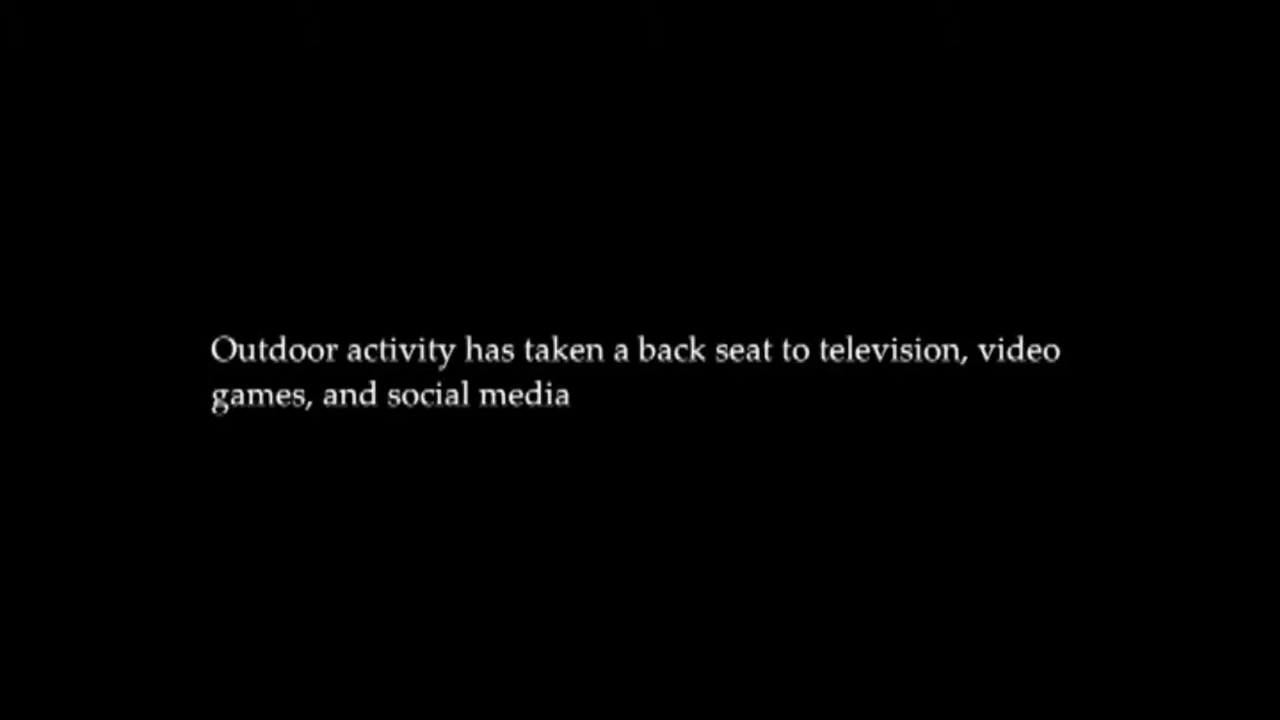 Outdoor activity has taken a back seat to television, video
games, and social media